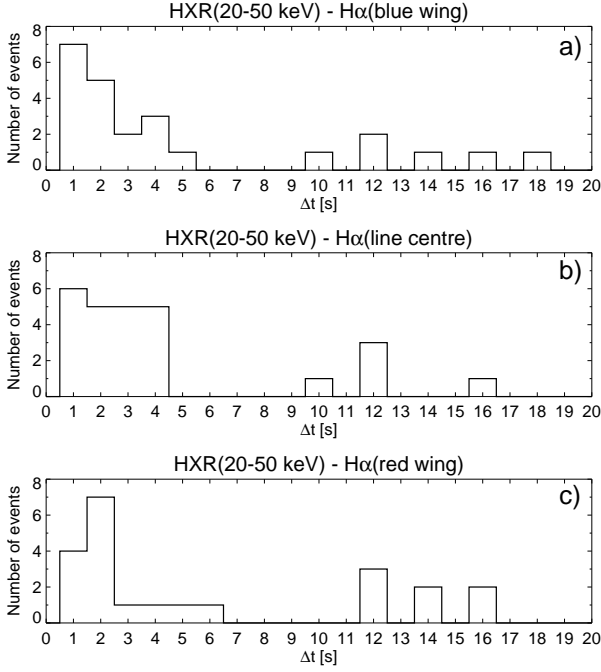 HXR(20-50 keV) - Hα(blue wing)
a)
Number of events
8
6
4
2
0
0 1 2 3 4 5 6 7 8 9 10 11 12 13 14 15 16 17 18 19 20
Δt [s]
HXR(20-50 keV) - Hα(line centre)
b)
Number of events
8
6
4
2
0
0 1 2 3 4 5 6 7 8 9 10 11 12 13 14 15 16 17 18 19 20
Δt [s]
HXR(20-50 keV) - Hα(red wing)
c)
Number of events
8
6
4
2
0
0 1 2 3 4 5 6 7 8 9 10 11 12 13 14 15 16 17 18 19 20
Δt [s]